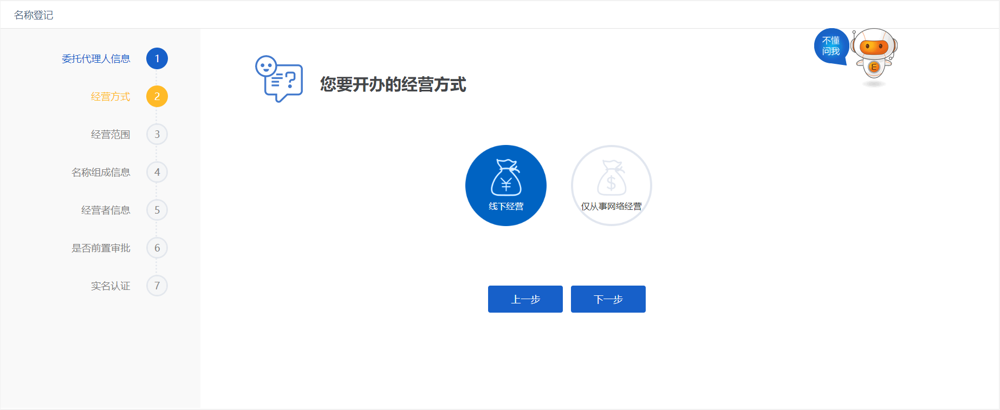 名称登记
委托代理人信息 1
经营方式 2
经营范围 3
名称组成信息 4
经营者信息 5
是否前置审批 6
实名认证 7
您要开办的经营方式
不懂
问我
E
¥
线下经营
$
仅从事网络经营
上一步
下一步